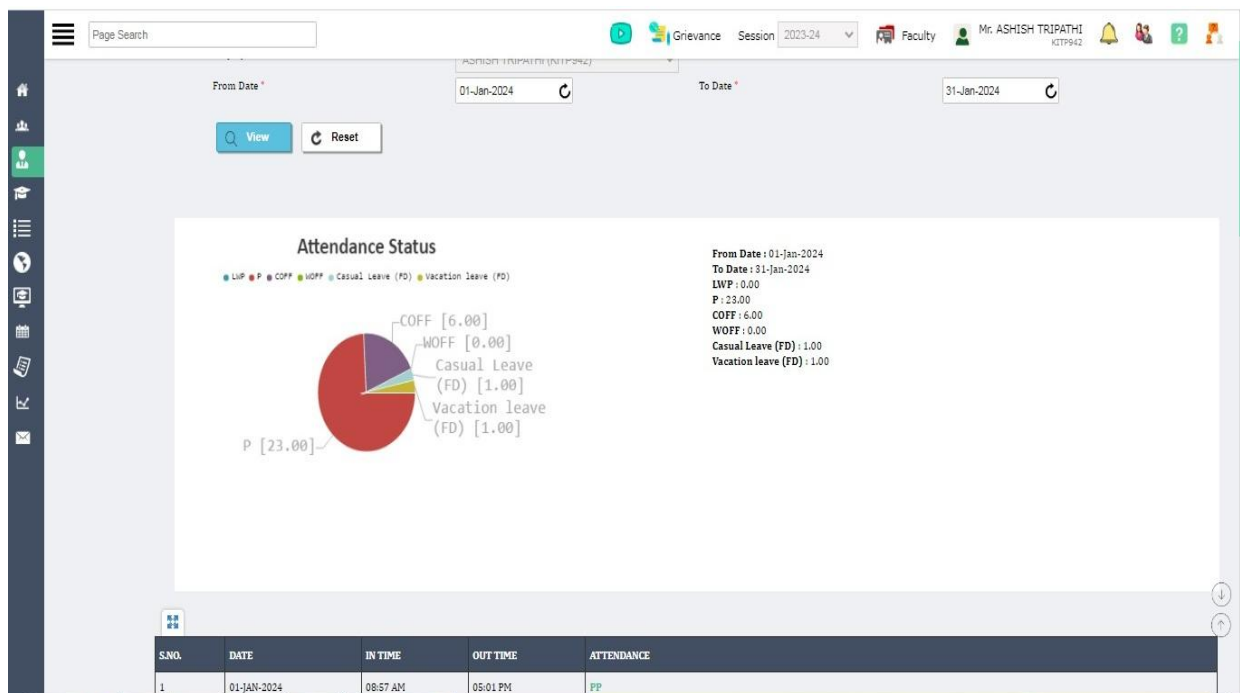 Page Search
Grievance Session 2023-24 Faculty Mr. ASHISH TRIPATHI
KITP942
ASHISH TRIPATHI (KITP942)
From Date * 01-Jan-2024 To Date * 31-Jan-2024
View Reset
Attendance Status
LWP P COFF WOFF Casual Leave (FD) Vacation leave (FD)
COFF [6.00]
WOFF [0.00]
Casual Leave
(FD) [1.00]
Vacation leave
(FD) [1.00]
P [23.00]
From Date : 01-Jan-2024
To Date : 31-Jan-2024
LWP : 0.00
P : 23.00
COFF : 6.00
WOFF : 0.00
Casual Leave (FD) : 1.00
Vacation leave (FD) : 1.00
S.NO. DATE IN TIME OUT TIME ATTENDANCE
1 01-JAN-2024 08:57 AM 05:01 PM PP